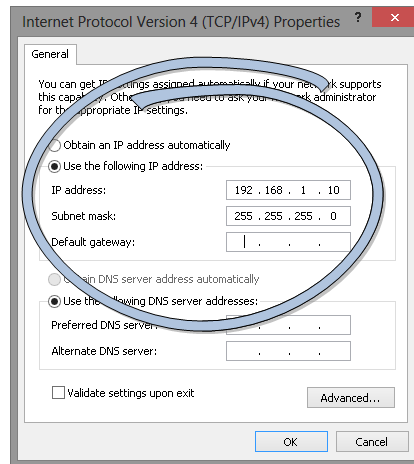 Internet Protocol Version 4 (TCP/IPv4) Properties ? ×
General
You can get IP settings assigned automatically if your network supports
this capability. Otherwise, you need to ask your network administrator
for the appropriate IP settings.
Obtain an IP address automatically
Use the following IP address:
IP address: 192 . 168 . 1 . 10
Subnet mask: 255 . 255 . 255 . 0
Default gateway: . . .
Obtain DNS server address automatically
Use the following DNS server addresses:
Preferred DNS server: . . .
Alternate DNS server: . . .
Validate settings upon exit
Advanced...
OK Cancel